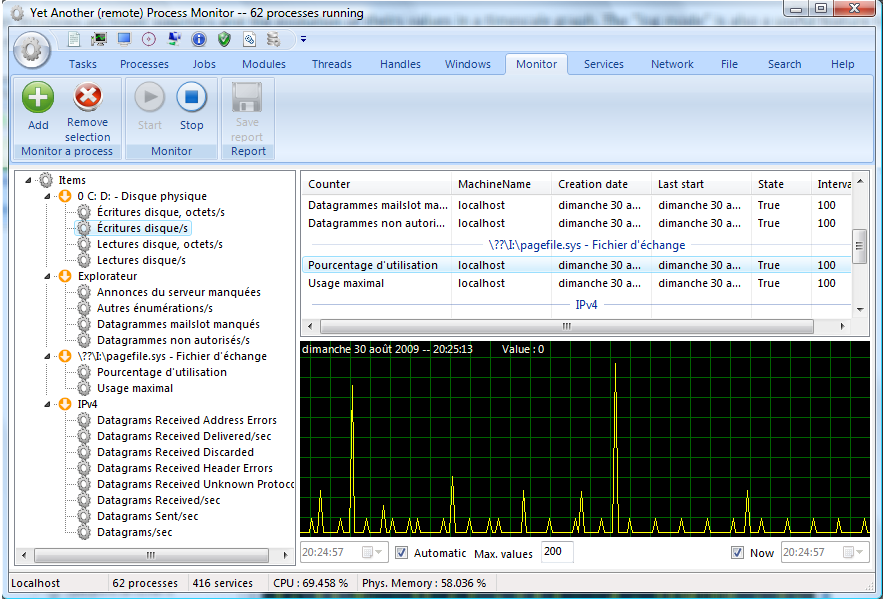 Yet Another (remote) Process Monitor -- 62 processes running
Tasks Processes Jobs Modules Threads Handles Windows Monitor Services Network File Search Help
Add Remove selection Start Stop Save report
Monitor a process Monitor Report
Items
0 C: D: - Disque physique
Écritures disque, octets/s
Écritures disque/s
Lectures disque, octets/s
Lectures disque/s
Explorateur
Annonces du serveur manquées
Autres énumérations/s
Datagrammes mailslot manqués
Datagrammes non autorisés/s
\??\I:\pagefile.sys - Fichier d'échange
Pourcentage d'utilisation
Usage maximal
IPv4
Datagrams Received Address Errors
Datagrams Received Delivered/sec
Datagrams Received Discarded
Datagrams Received Header Errors
Datagrams Received Unknown Protoco
Datagrams Received/sec
Datagrams Sent/sec
Datagrams/sec
Counter MachineName Creation date Last start State Interva
Datagrammes mailslot ma... localhost dimanche 30 a... dimanche 30 a... True 100
Datagrammes non autori... localhost dimanche 30 a... dimanche 30 a... True 100
\??\I:\pagefile.sys - Fichier d'échange
Pourcentage d'utilisation localhost dimanche 30 a... dimanche 30 a... True 100
Usage maximal localhost dimanche 30 a... dimanche 30 a... True 100
IPv4
dimanche 30 août 2009 -- 20:25:13 Value : 0
20:24:57 Automatic Max. values 200 Now 20:24:57
Localhost 62 processes 416 services CPU : 69.458 % Phys. Memory : 58.036 %